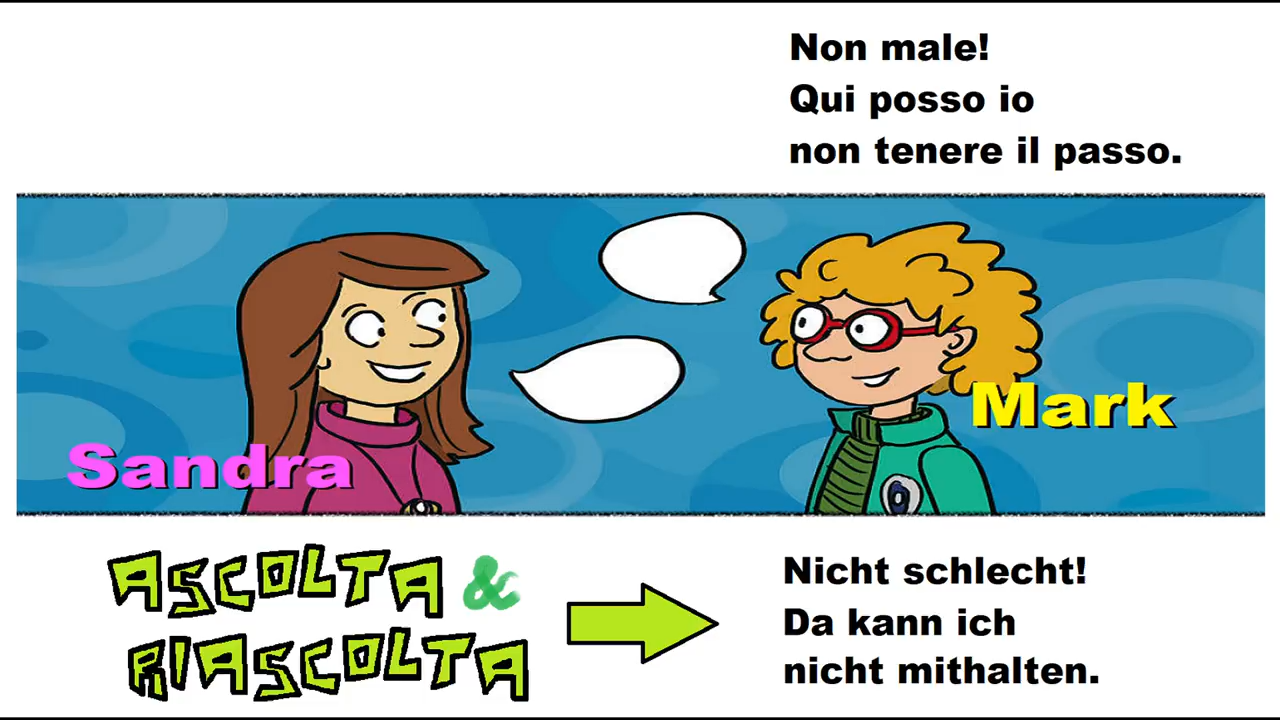 Non male!
Qui posso io
non tenere il passo.
Mark
Sandra
ASCOLTA &
RIASCOLTA
Nicht schlecht!
Da kann ich
nicht mithalten.